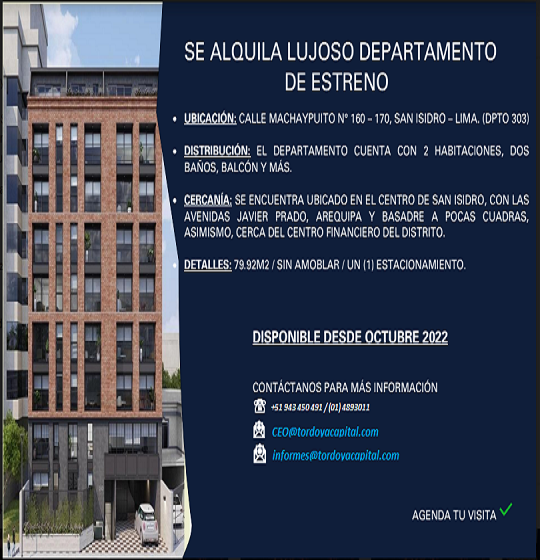 SE ALQUILA LUJOSO DEPARTAMENTO
DE ESTRENO
• UBICACIÓN: CALLE MACHAYPUITO N° 160 – 170, SAN ISIDRO – LIMA. (DPTO 303)
• DISTRIBUCIÓN: EL DEPARTAMENTO CUENTA CON 2 HABITACIONES, DOS
BAÑOS, BALCÓN Y MÁS.
• CERCANÍA: SE ENCUENTRA UBICADO EN EL CENTRO DE SAN ISIDRO, CON LAS
AVENIDAS JAVIER PRADO, AREQUIPA Y BASADRE A POCAS CUADRAS,
ASIMISMO, CERCA DEL CENTRO FINANCIERO DEL DISTRITO.
• DETALLES: 79.92M2 / SIN AMOBLAR / UN (1) ESTACIONAMIENTO.
DISPONIBLE DESDE OCTUBRE 2022
CONTÁCTANOS PARA MÁS INFORMACIÓN
+51 943 450 491 / (01) 4893011
CEO@tordoyacapital.com
informes@tordoyacapital.com
AGENDA TU VISITA